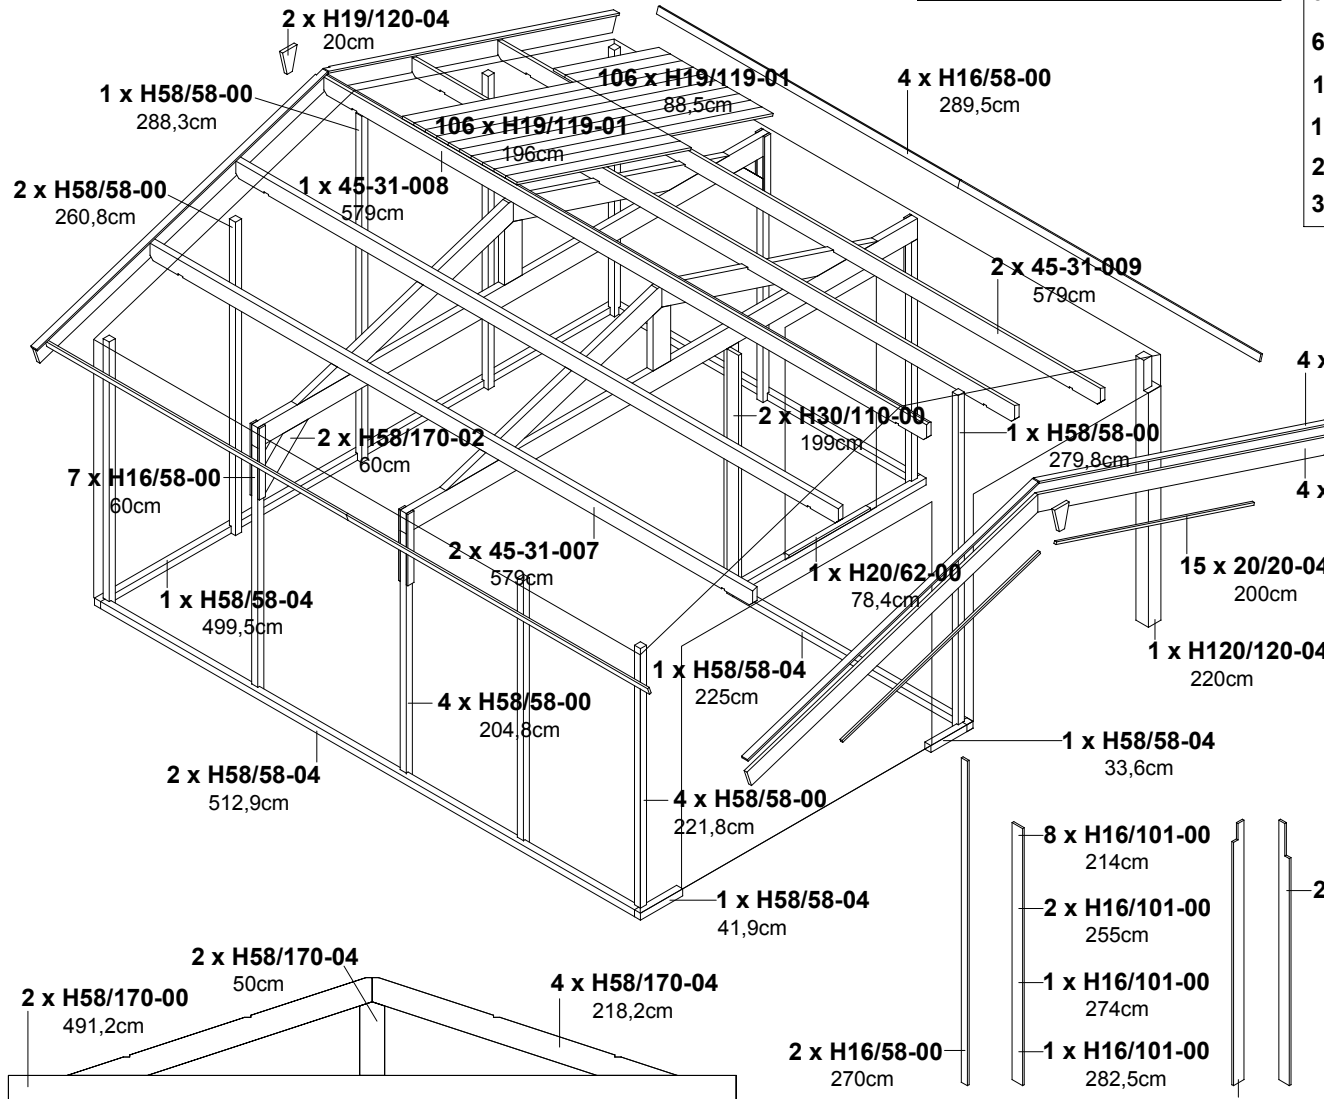 2 x H19/120-04
20cm
6
106 x H19/119-01
88,5cm
4 x H16/58-00
289,5cm
1
1 x H58/58-00
288,3cm
106 x H19/119-01
196cm
1
2
3
2 x H58/58-00
260,8cm
1 x 45-31-008
579cm
2 x 45-31-009
579cm
4 x
2 x H30/110-00
199cm
1 x H58/58-00
279,8cm
2 x H58/170-02
60cm
7 x H16/58-00
60cm
4 x
2 x 45-31-007
579cm
1 x H20/62-00
78,4cm
15 x 20/20-04
200cm
1 x H58/58-04
499,5cm
1 x H58/58-04
225cm
1 x H120/120-04
220cm
4 x H58/58-00
204,8cm
1 x H58/58-04
33,6cm
2 x H58/58-04
512,9cm
4 x H58/58-00
221,8cm
8 x H16/101-00
214cm
2
1 x H58/58-04
41,9cm
2 x H16/101-00
255cm
2 x H58/170-04
50cm
4 x H58/170-04
218,2cm
1 x H16/101-00
274cm
2 x H58/170-00
491,2cm
2 x H16/58-00
270cm
1 x H16/101-00
282,5cm